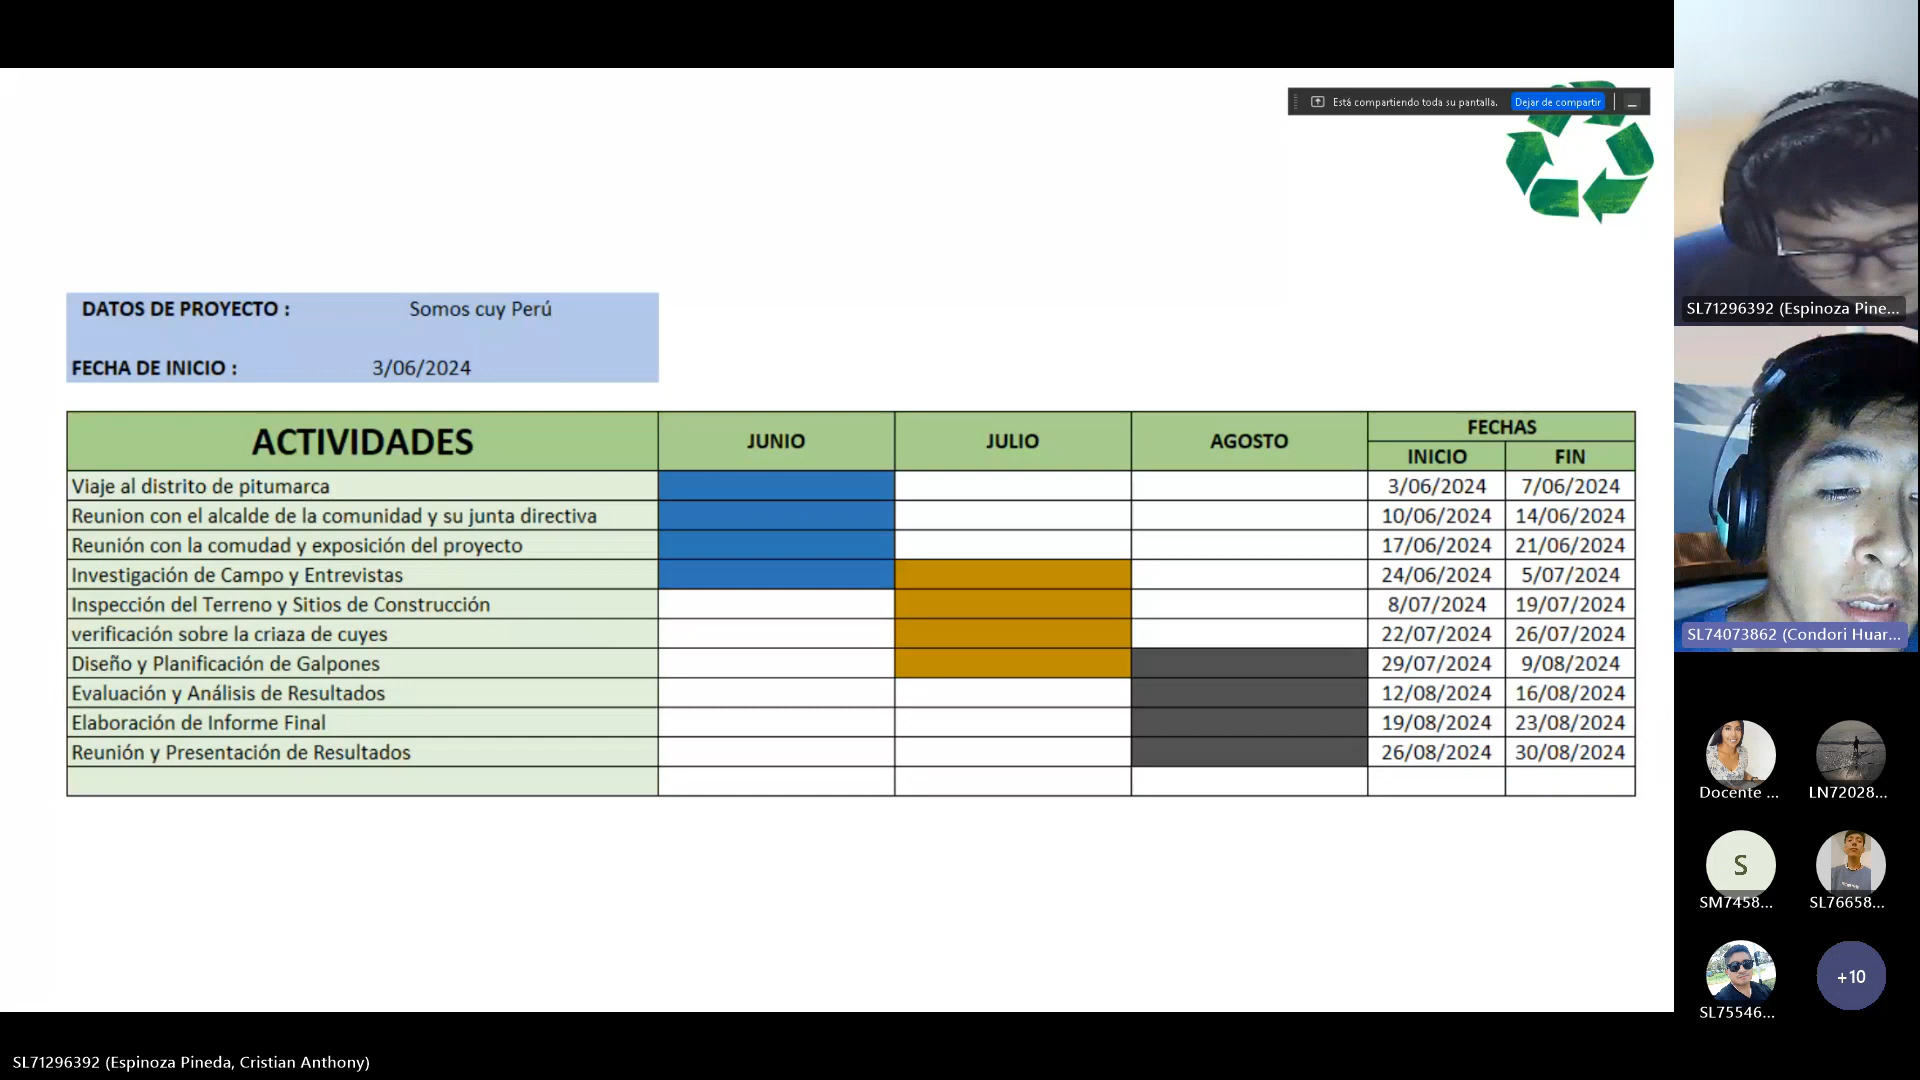 Está compartiendo toda su pantalla. Dejar de compartir
DATOS DE PROYECTO : Somos cuy Perú
FECHA DE INICIO : 3/06/2024
ACTIVIDADES JUNIO JULIO AGOSTO FECHAS
INICIO FIN
Viaje al distrito de pitumarca 3/06/2024 7/06/2024
Reunion con el alcalde de la comunidad y su junta directiva 10/06/2024 14/06/2024
Reunión con la comudad y exposición del proyecto 17/06/2024 21/06/2024
Investigación de Campo y Entrevistas 24/06/2024 5/07/2024
Inspección del Terreno y Sitios de Construcción 8/07/2024 19/07/2024
verificación sobre la criaza de cuyes 22/07/2024 26/07/2024
Diseño y Planificación de Galpones 29/07/2024 9/08/2024
Evaluación y Análisis de Resultados 12/08/2024 16/08/2024
Elaboración de Informe Final 19/08/2024 23/08/2024
Reunión y Presentación de Resultados 26/08/2024 30/08/2024
SL71296392 (Espinoza Pine...
SL74073862 (Condori Huar...
Docente ... LN72028...
S
SM7458... SL76658...
+10
SL75546...
SL71296392 (Espinoza Pineda, Cristian Anthony)